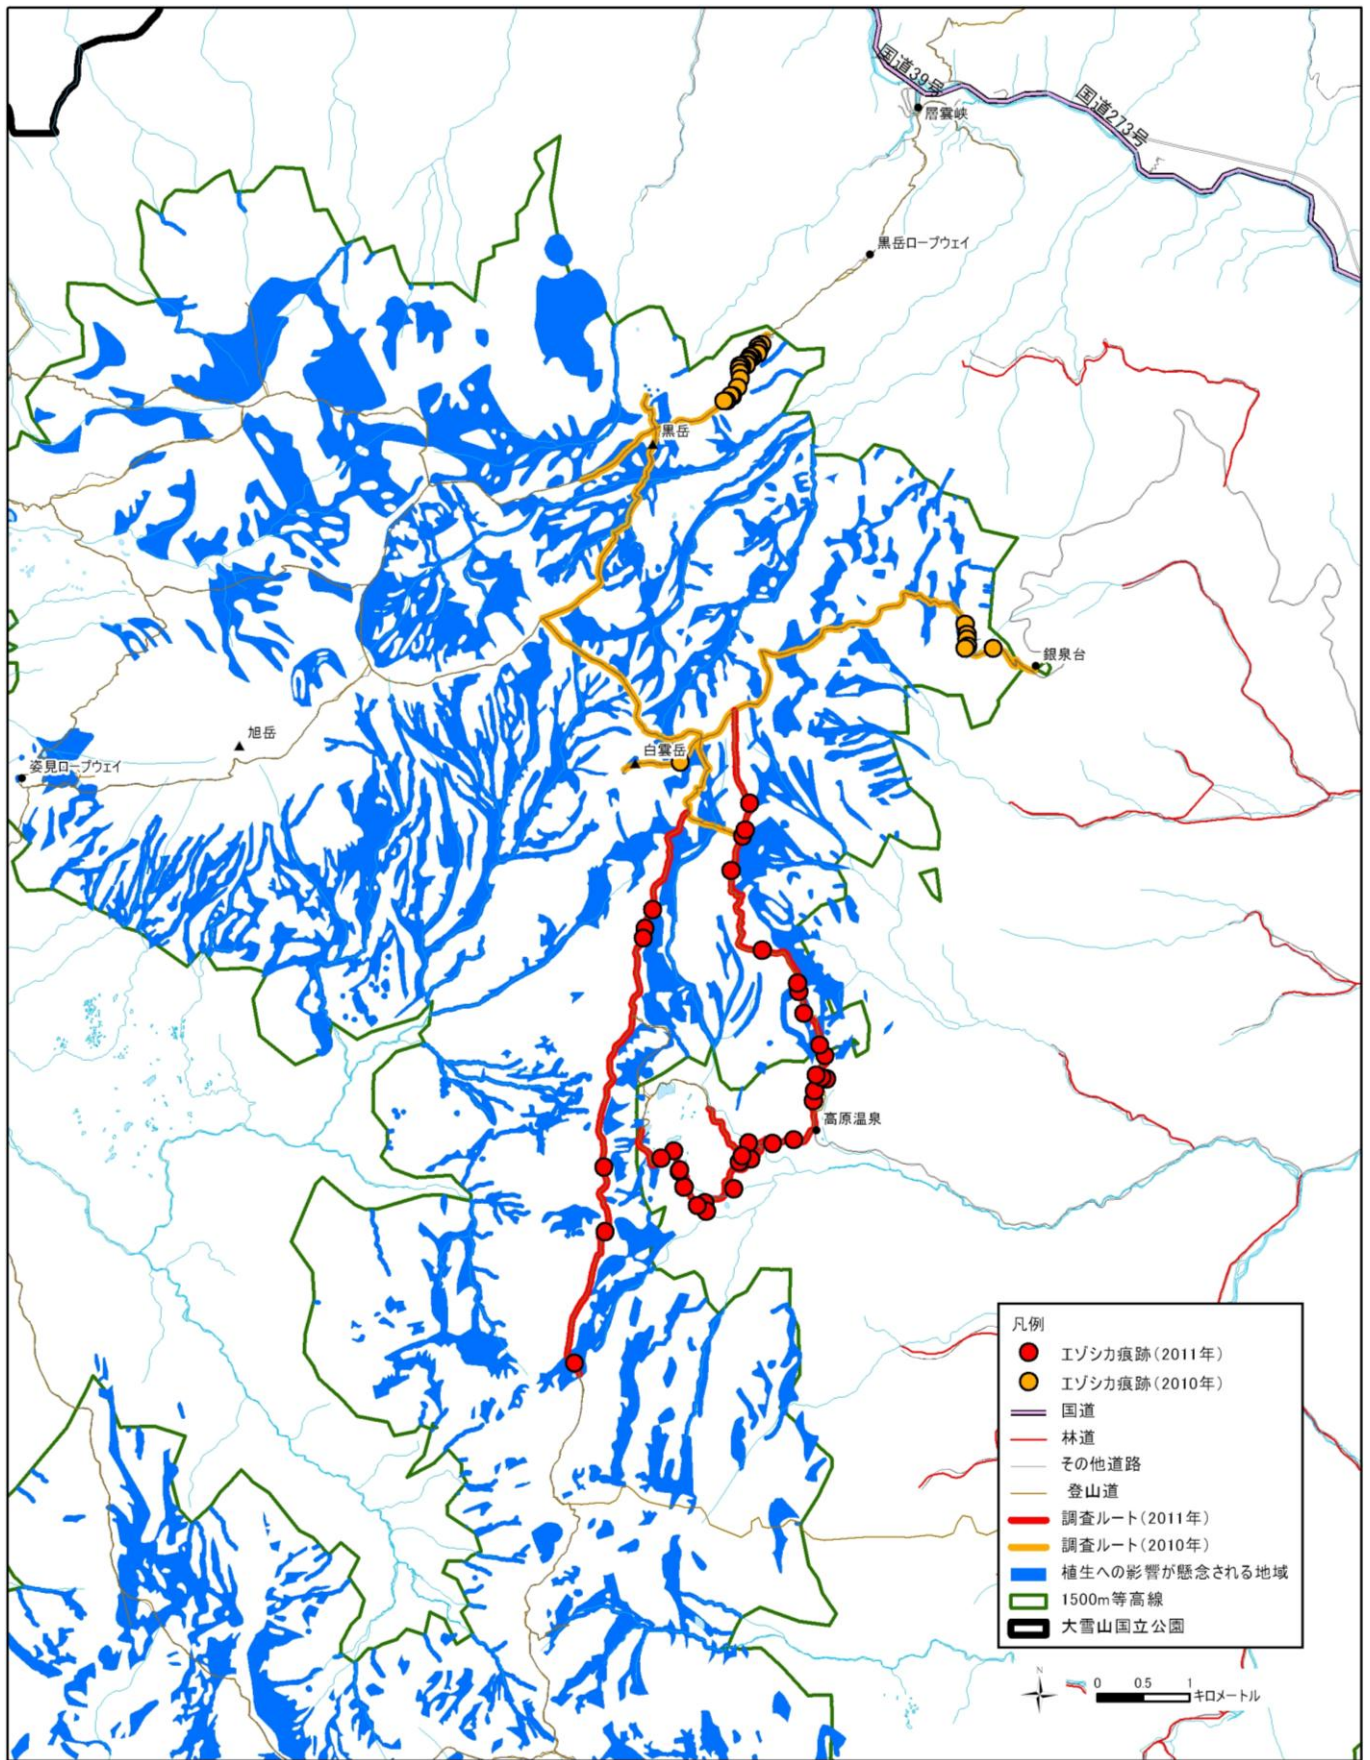 国道39号
国道273号
層雲峡
黒岳ロープウェイ
黒岳
銀泉台
旭岳
白雲岳
姿見ロープウェイ
高原温泉
凡例
エゾシカ痕跡(2011年)
エゾシカ痕跡(2010年)
国道
林道
その他道路
登山道
調査ルート(2011年)
調査ルート(2010年)
植生への影響が懸念される地域
1500m等高線
大雪山国立公園
N
0 0.5 1
キロメートル